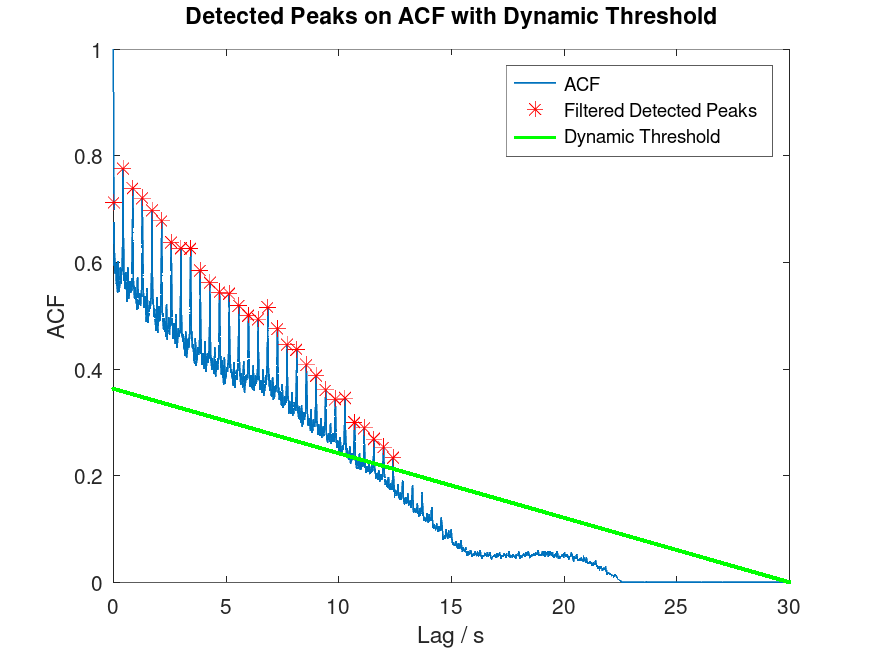 Detected Peaks on ACF with Dynamic Threshold
1
0.8
0.6
0.4
0.2
0
ACF
ACF
Filtered Detected Peaks
Dynamic Threshold
0
5
10
15
20
25
30
Lag / s